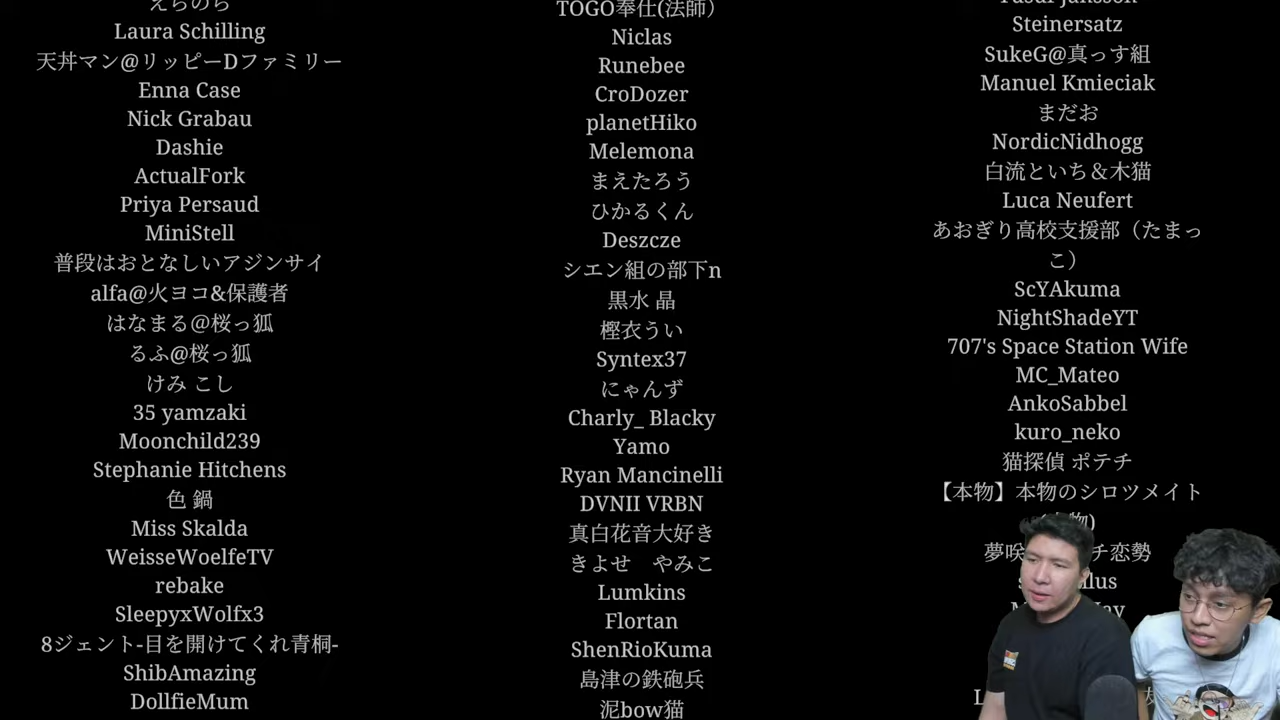 えちのち
Laura Schilling
天丼マン@リッピーDファミリー
Enna Case
Nick Grabau
Dashie
ActualFork
Priya Persaud
MiniStell
普段はおとなしいアジンサイ
alfa@火ヨコ&保護者
はなまる@桜っ狐
るふ@桜っ狐
けみ こし
35 yamzaki
Moonchild239
Stephanie Hitchens
色 鍋
Miss Skalda
WeisseWoelfeTV
rebake
SleepyxWolfx3
8ジェント-目を開けてくれ青桐-
ShibAmazing
DollfieMum
TOGO奉仕(法師）
Niclas
Runebee
CroDozer
planetHiko
Melemona
まえたろう
ひかるくん
Deszcze
シエン組の部下n
黒水 晶
樫衣うい
Syntex37
にゃんず
Charly_ Blacky
Yamo
Ryan Mancinelli
DVNII VRBN
真白花音大好き
きよせ　やみこ
Lumkins
Flortan
ShenRioKuma
島津の鉄砲兵
泥bow猫
Steinersatz
SukeG@真っす組
Manuel Kmieciak
まだお
NordicNidhogg
白流といち＆木猫
Luca Neufert
あおぎり高校支援部（たまっ
こ）
ScYAkuma
NightShadeYT
707's Space Station Wife
MC_Mateo
AnkoSabbel
kuro_neko
猫探偵 ポテチ
【本物】本物のシロツメイト